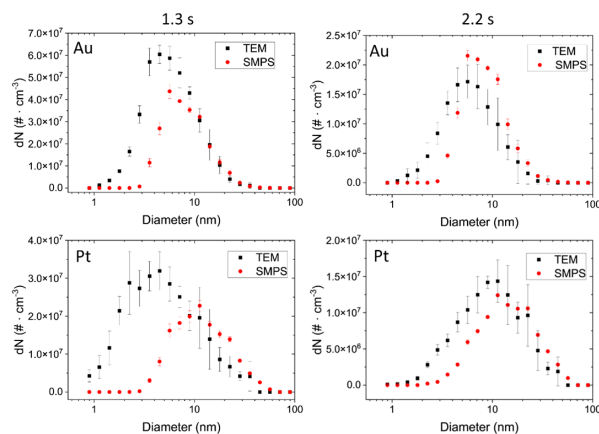 1.3 s
2.2 s
Au
TEM
SMPS
7.0x10⁷
6.0x10⁷
5.0x10⁷
4.0x10⁷
3.0x10⁷
2.0x10⁷
1.0x10⁷
0.0
dN (# · cm⁻³)
1
10
100
Diameter (nm)
Au
TEM
SMPS
2.5x10⁷
2.0x10⁷
1.5x10⁷
1.0x10⁷
5.0x10⁶
0.0
dN (# · cm⁻³)
1
10
100
Diameter (nm)
Pt
TEM
SMPS
4.0x10⁷
3.0x10⁷
2.0x10⁷
1.0x10⁷
0.0
dN (# · cm⁻³)
1
10
100
Diameter (nm)
Pt
TEM
SMPS
2.0x10⁷
1.5x10⁷
1.0x10⁷
5.0x10⁶
0.0
dN (# · cm⁻³)
1
10
100
Diameter (nm)